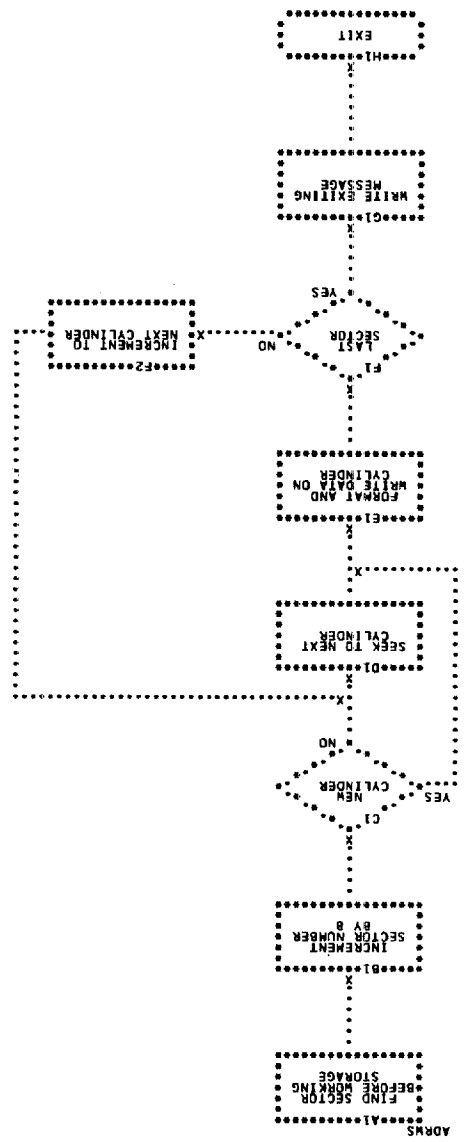 ADRWS
A1
FIND SECTOR
BEFORE WORKING
STORAGE
B1
INCREMENT
SECTOR NUMBER
BY 8
C1
NEW
CYLINDER
YES
NO
D1
SEEK TO NEXT
CYLINDER
E1
FORMAT AND
WRITE DATA ON
CYLINDER
F1
LAST
SECTOR
NO
F2
INCREMENT TO
NEXT CYLINDER
YES
G1
WRITE EXITING
MESSAGE
H1
EXIT